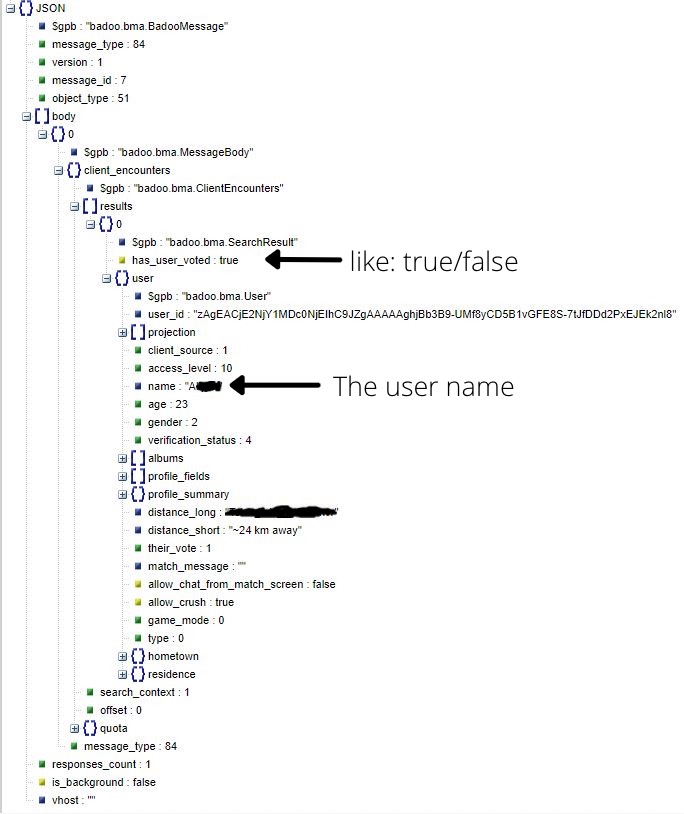 JSON
$gpb : "badoo.bma.BadooMessage"
message_type : 84
version : 1
message_id : 7
object_type : 51
body
0
$gpb : "badoo.bma.MessageBody"
client_encounters
$gpb : "badoo.bma.ClientEncounters"
results
0
$gpb : "badoo.bma.SearchResult"
has_user_voted : true like: true/false
user
$gpb : "badoo.bma.User"
user_id : "zAgEACjE2NjY1MDc0NjEIhC9JZgAAAAAghjBb3B9-UMf8yCD5B1vGFE8S-7tJfDDd2PxEJEk2nI8"
projection
client_source : 1
access_level : 10
name : "A The user name
age : 23
gender : 2
verification_status : 4
albums
profile_fields
profile_summary
distance_long :
distance_short : "~24 km away"
their_vote : 1
match_message : ""
allow_chat_from_match_screen : false
allow_crush : true
game_mode : 0
type : 0
hometown
residence
search_context : 1
offset : 0
quota
message_type : 84
responses_count : 1
is_background : false
vhost : ""